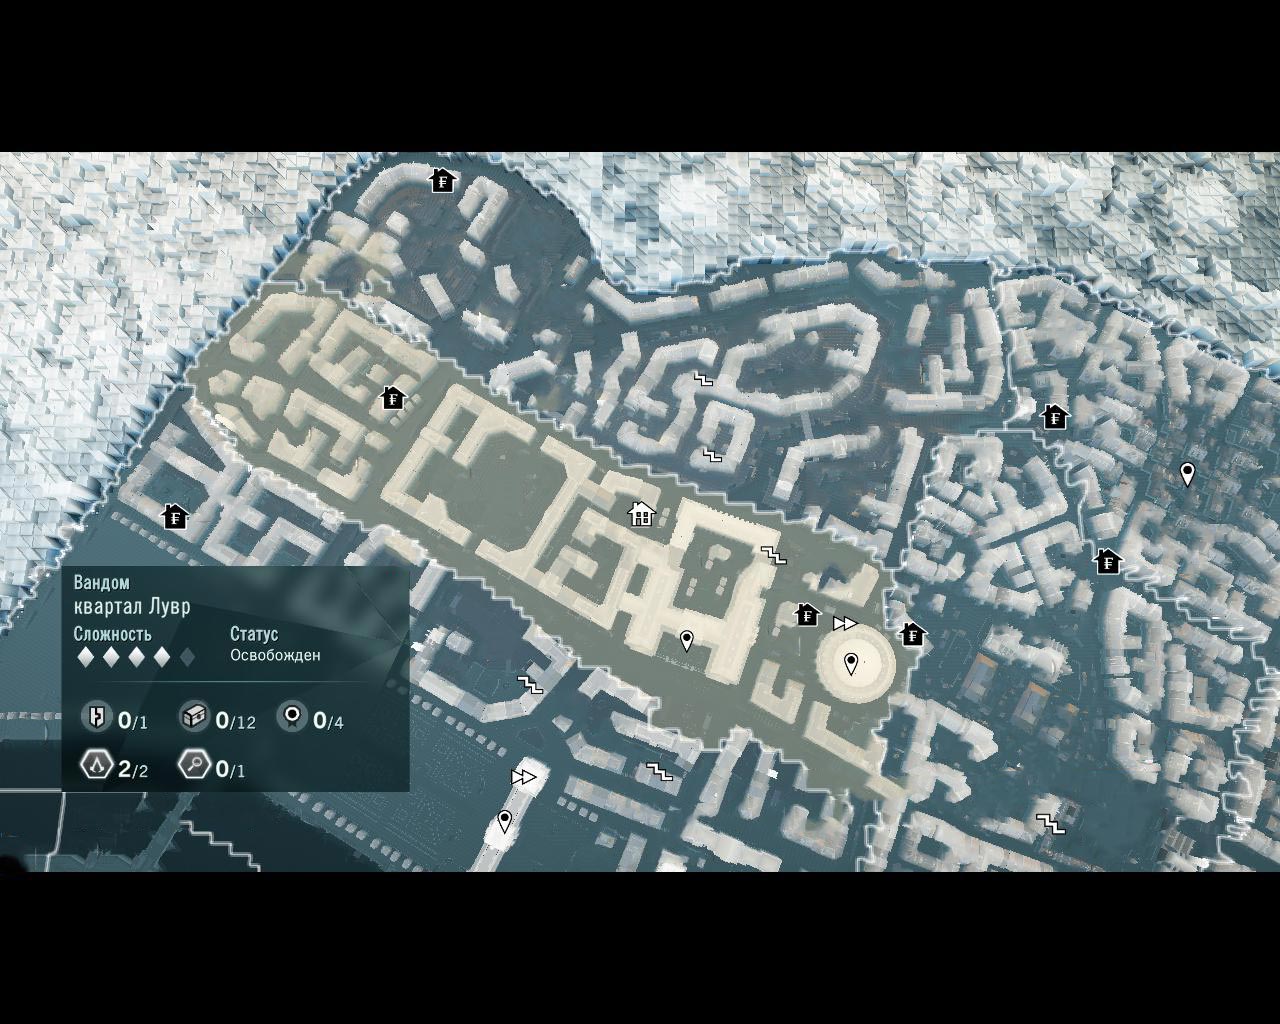 Вандом
квартал Лувр
Сложность
Статус
Освобожден
0/1
0/12
0/4
2/2
0/1